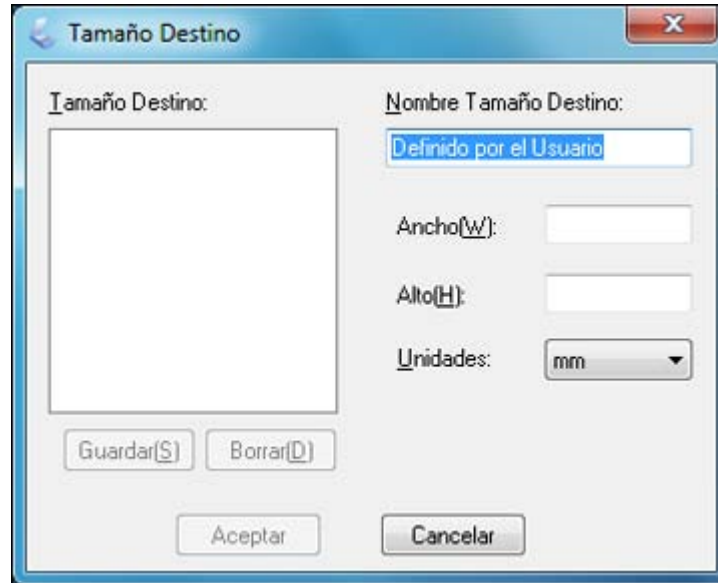 Tamaño Destino
Tamaño Destino:
Nombre Tamaño Destino:
Definido por el Usuario
Ancho(W):
Alto(H):
Unidades:
mm
Guardar(S)
Borrar(D)
Aceptar
Cancelar